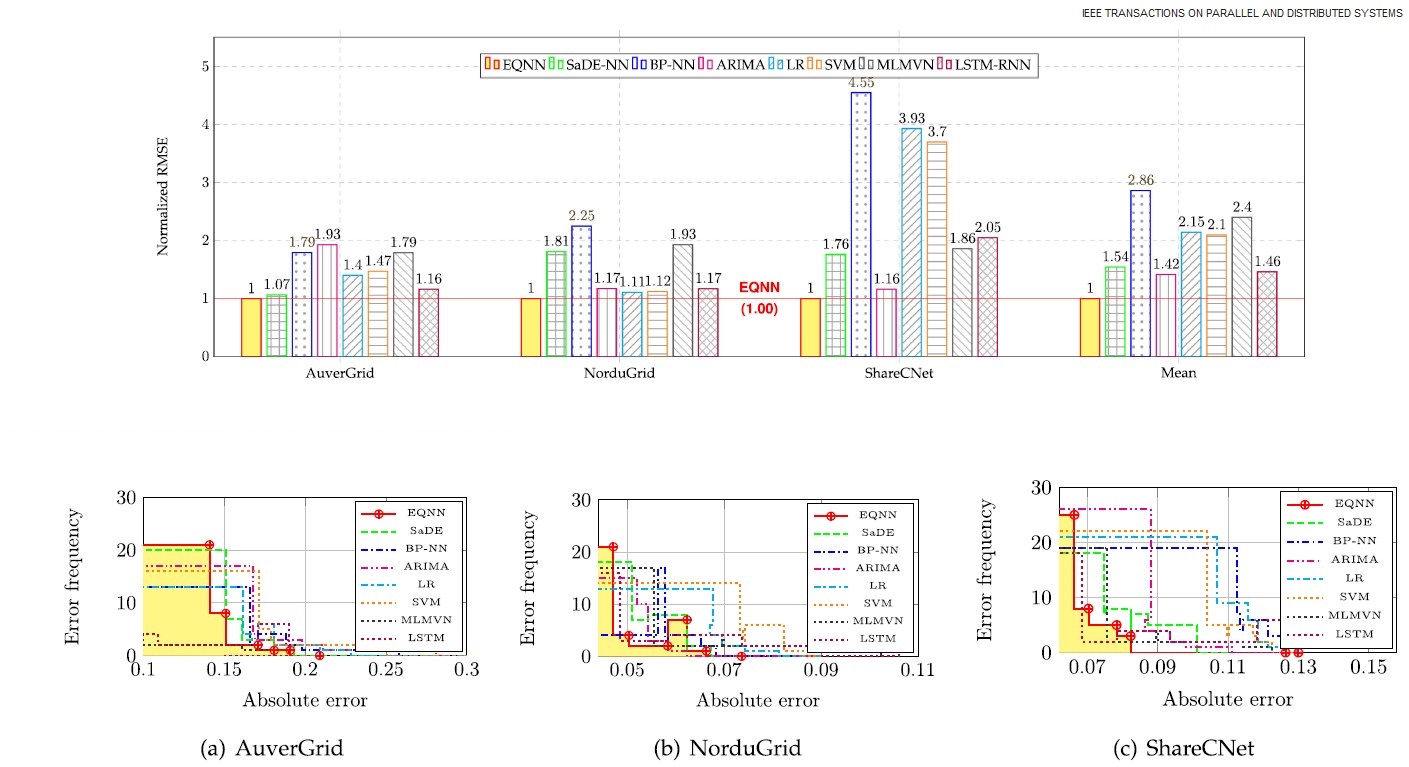 IEEE TRANSACTIONS ON PARALLEL AND DISTRIBUTED SYSTEMS
EQNN SaDE-NN BP-NN ARIMA LR SVM MLMVN LSTM-RNN
Normalized RMSE
5
4
3
2
1
0
1 1.07 1.79 1.93 1.4 1.47 1.79 1.16
1 1.81 2.25 1.17 1.11 1.12 1.93 1.17
EQNN
(1.00)
1 1.76 4.55 1.16 3.93 3.7 1.86 2.05
1 1.54 2.86 1.42 2.15 2.1 2.4 1.46
AuverGrid NorduGrid ShareCNet Mean
Error frequency
30
20
10
0
EQNN
SaDE
BP-NN
ARIMA
LR
SVM
MLMVN
LSTM
0.1 0.15 0.2 0.25 0.3
Absolute error
(a) AuverGrid
Error frequency
30
20
10
0
EQNN
SaDE
BP-NN
ARIMA
LR
SVM
MLMVN
LSTM
0.05 0.07 0.09 0.11
Absolute error
(b) NorduGrid
Error frequency
30
20
10
0
EQNN
SaDE
BP-NN
ARIMA
LR
SVM
MLMVN
LSTM
0.07 0.09 0.11 0.13 0.15
Absolute error
(c) ShareCNet